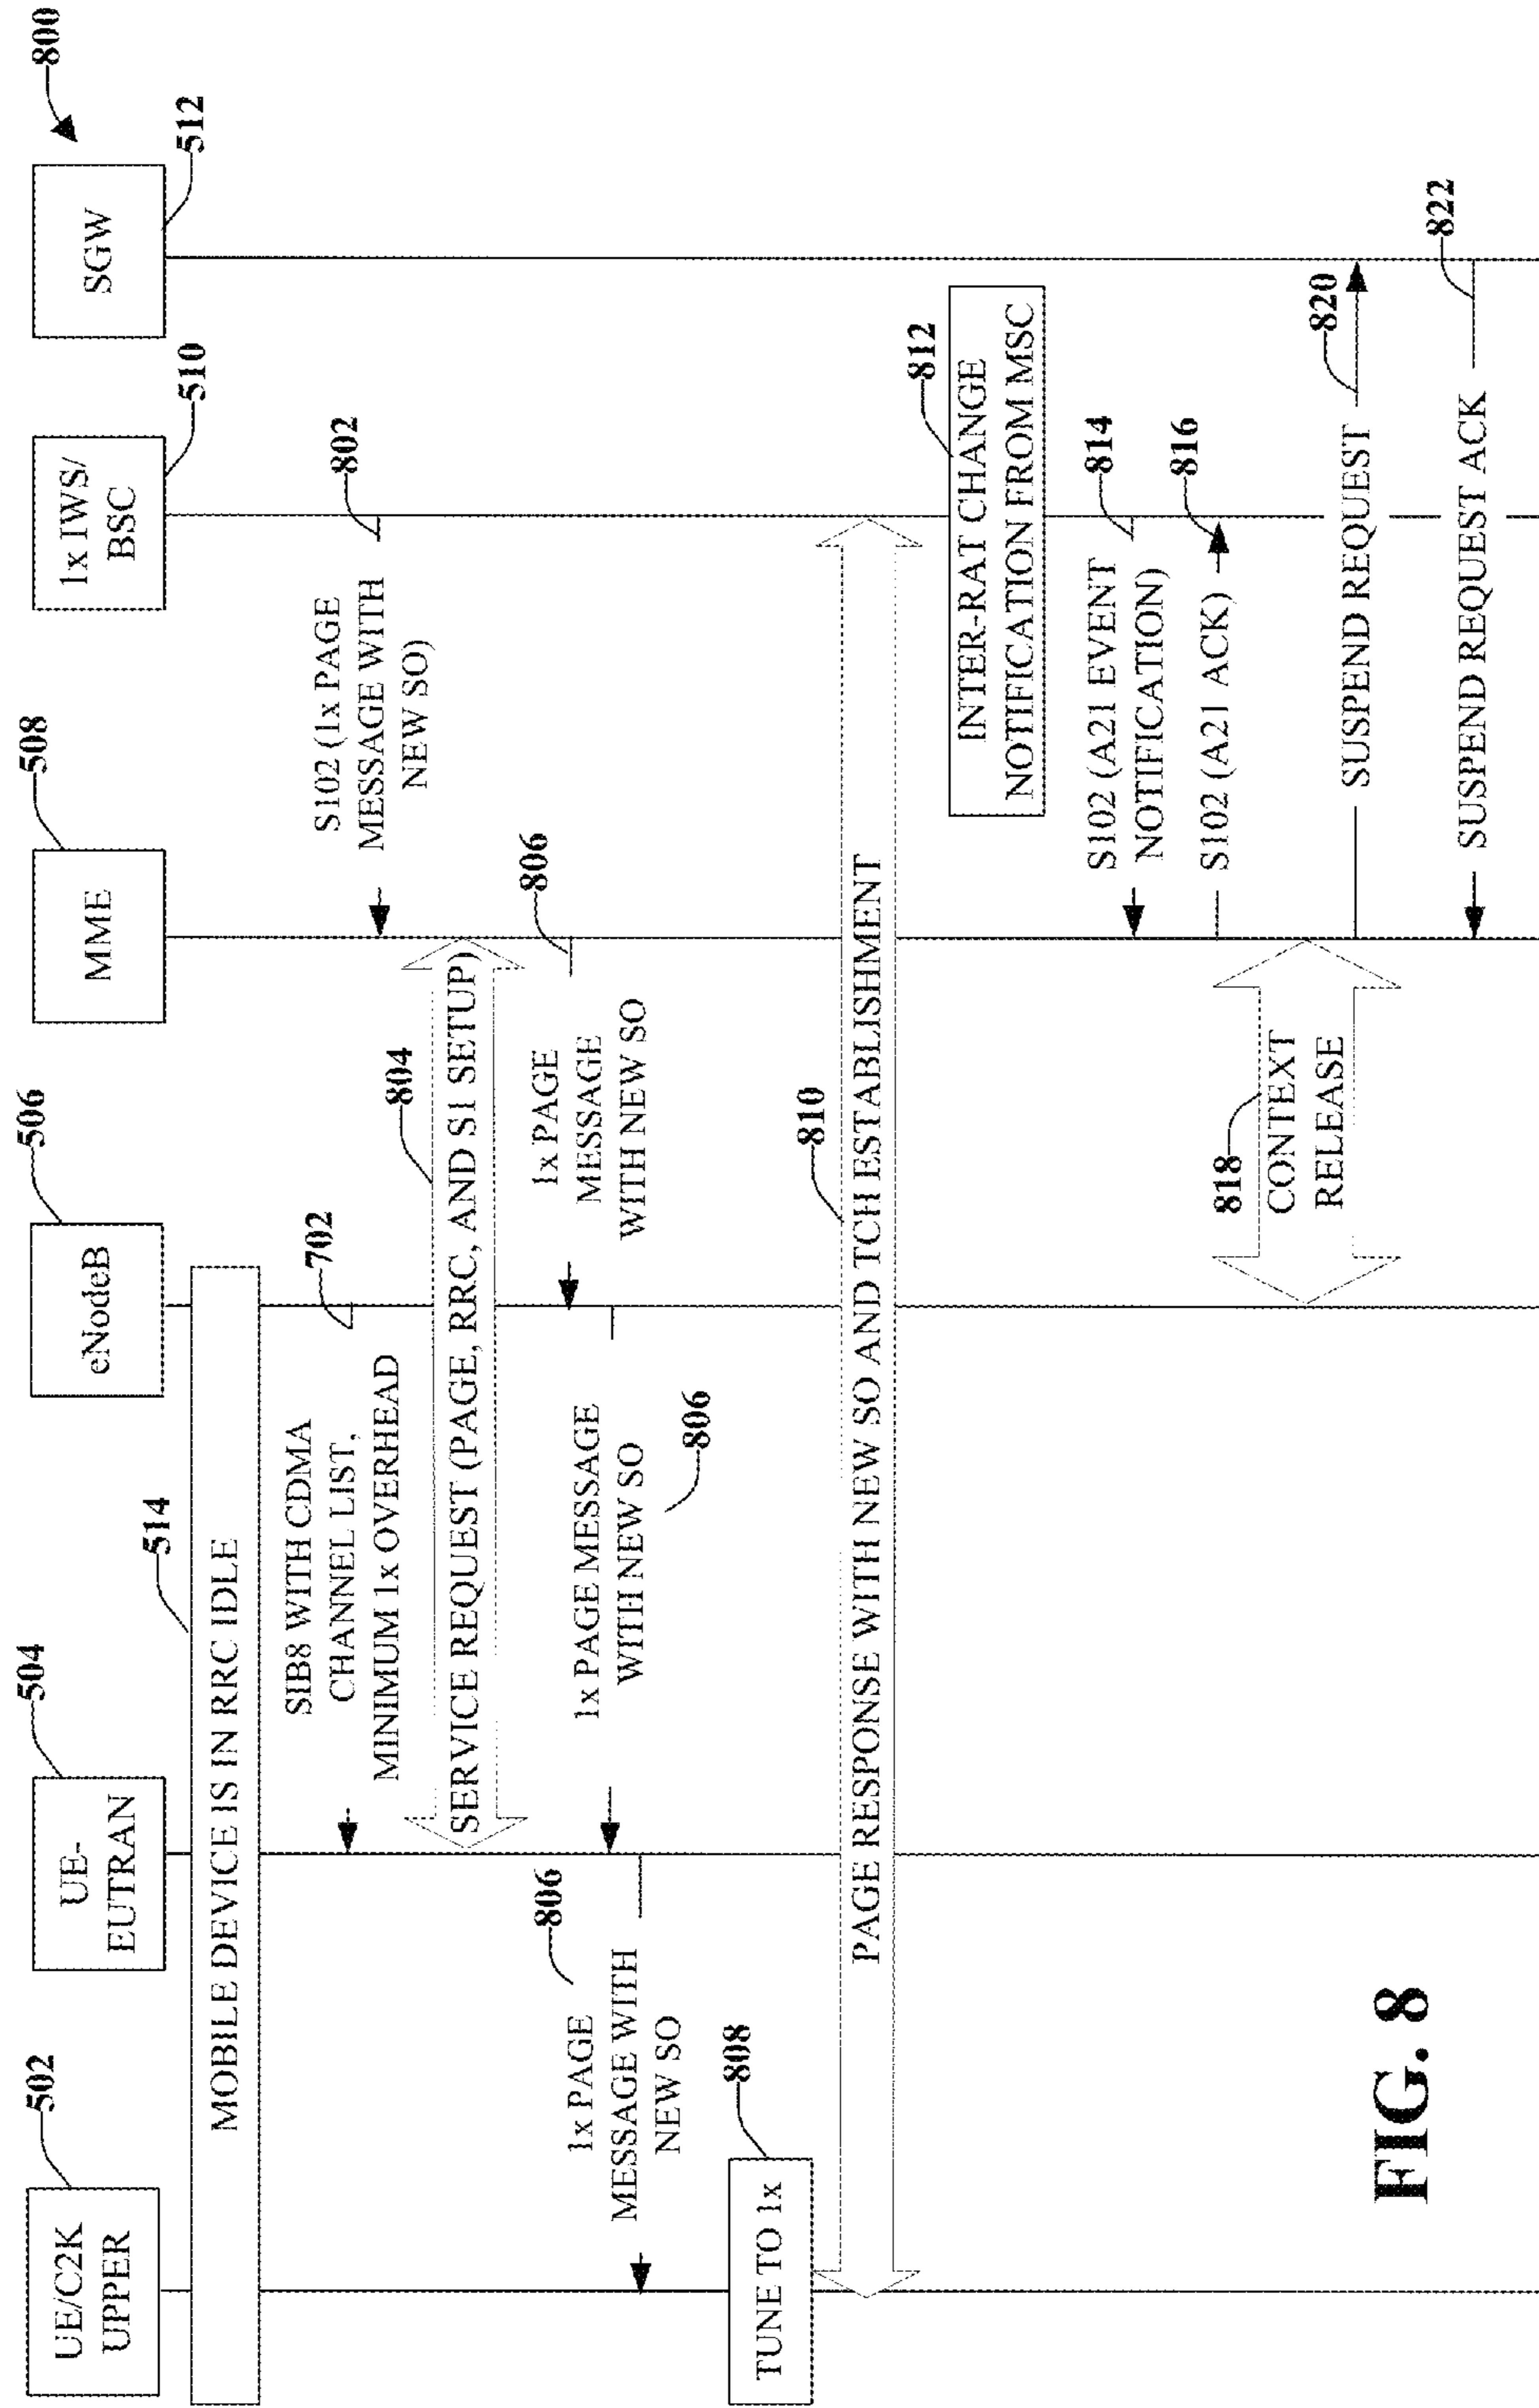 800
UE/C2K
UPPER
502
UE-
EUTRAN
504
eNodeB
506
MME
508
1x IWS/
BSC
510
SGW
512
MOBILE DEVICE IS IN RRC IDLE
514
SIB8 WITH CDMA
CHANNEL LIST,
MINIMUM 1x OVERHEAD
702
S102 (1x PAGE
MESSAGE WITH
NEW SO)
802
804
SERVICE REQUEST (PAGE, RRC, AND S1 SETUP)
1x PAGE
MESSAGE
WITH NEW SO
806
1x PAGE MESSAGE
WITH NEW SO
806
1x PAGE
MESSAGE WITH
NEW SO
806
TUNE TO 1x
808
810
PAGE RESPONSE WITH NEW SO AND TCH ESTABLISHMENT
INTER-RAT CHANGE
NOTIFICATION FROM MSC
812
S102 (A21 EVENT
NOTIFICATION)
814
S102 (A21 ACK)
816
818
CONTEXT
RELEASE
SUSPEND REQUEST
820
SUSPEND REQUEST ACK
822
FIG. 8